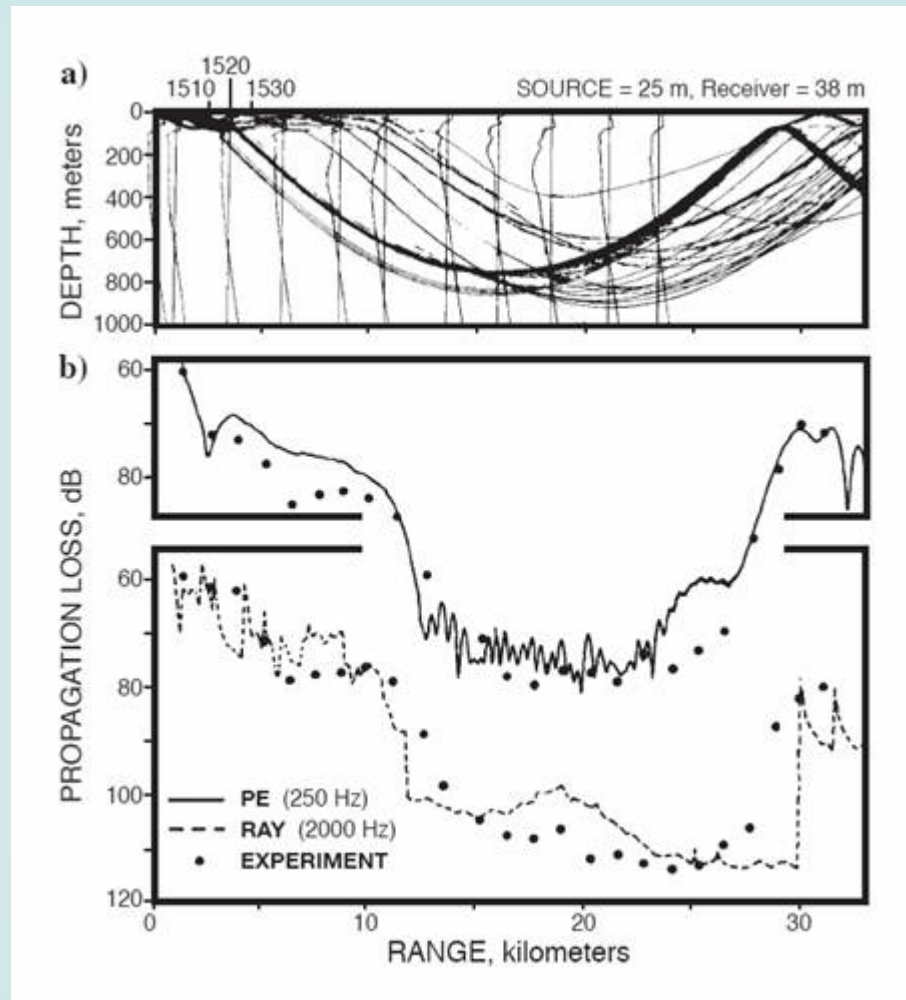 a)
1510
1520
1530
SOURCE = 25 m, Receiver = 38 m
0
200
400
600
800
1000
DEPTH, meters
b)
60
80
60
80
100
120
PROPAGATION LOSS, dB
PE (250 Hz)
RAY (2000 Hz)
EXPERIMENT
0
10
20
30
RANGE, kilometers